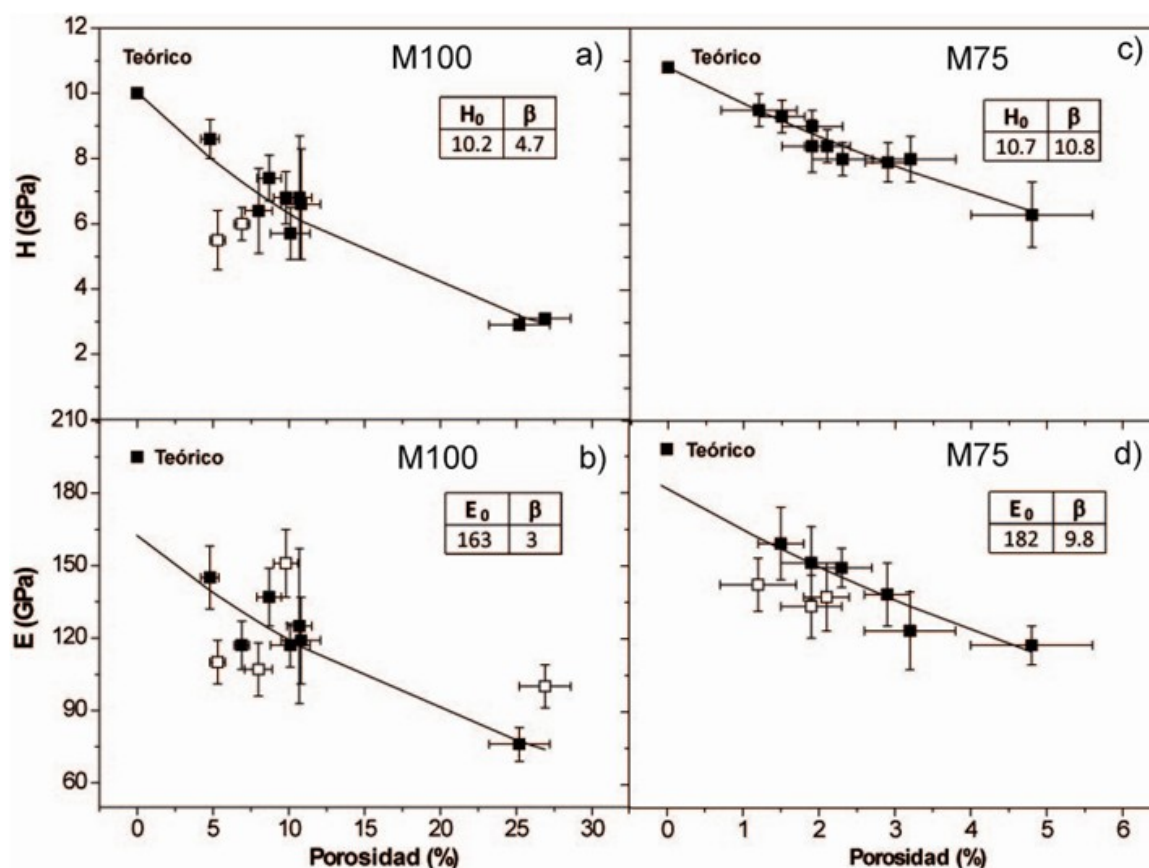 12
10
8
6
4
2
H (GPa)
Teórico
M100
a)
H₀ β
10.2 4.7
Teórico
M75
c)
H₀ β
10.7 10.8
210
180
150
120
90
60
E (GPa)
Teórico
M100
b)
E₀ β
163 3
Teórico
M75
d)
E₀ β
182 9.8
0 5 10 15 20 25 30
Porosidad (%)
0 1 2 3 4 5 6
Porosidad (%)